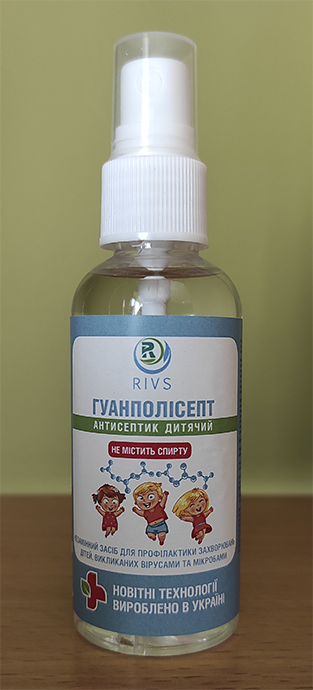 RIVS
ГУАНПОЛІСЕПТ
АНТИСЕПТИК ДИТЯЧИЙ
НЕ МІСТИТЬ СПИРТУ
ЗАСІБ ДЛЯ ПРОФІЛАКТИКИ ЗАХВОРЮВАНЬ
ДІТЕЙ, ВИКЛИКАНИХ ВІРУСАМИ ТА МІКРОБАМИ
НОВІТНІ ТЕХНОЛОГІЇ
ВИРОБЛЕНО В УКРАЇНІ